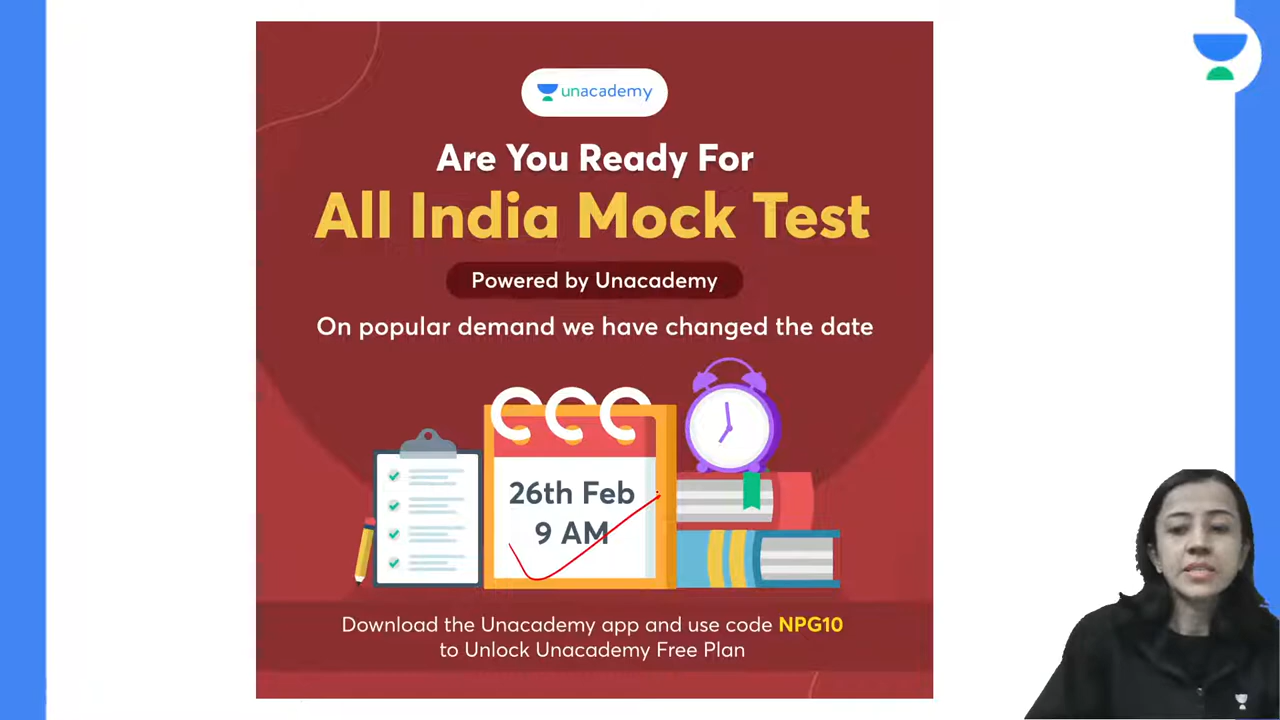 unacademy
Are You Ready For
All India Mock Test
Powered by Unacademy
On popular demand we have changed the date
26th Feb
9 AM
Download the Unacademy app and use code NPG10
to Unlock Unacademy Free Plan